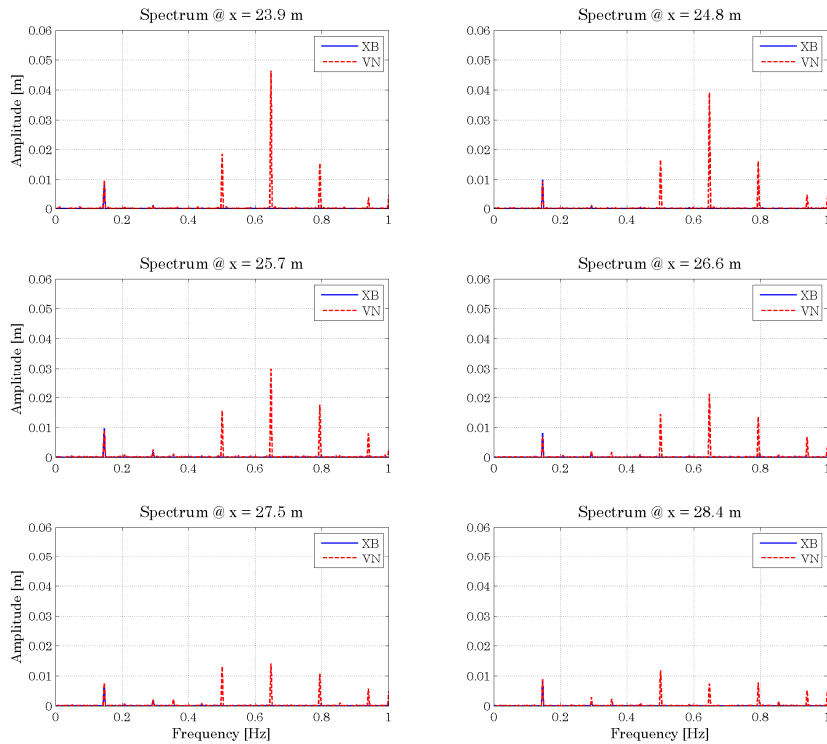 Spectrum @ x = 23.9 m
Amplitude [m]
0.06
0.05
0.04
0.03
0.02
0.01
0
XB
VN
0 0.2 0.4 0.6 0.8 1
Spectrum @ x = 24.8 m
0.06
0.05
0.04
0.03
0.02
0.01
0
XB
VN
0 0.2 0.4 0.6 0.8 1
Spectrum @ x = 25.7 m
Amplitude [m]
0.06
0.05
0.04
0.03
0.02
0.01
0
XB
VN
0 0.2 0.4 0.6 0.8 1
Spectrum @ x = 26.6 m
0.06
0.05
0.04
0.03
0.02
0.01
0
XB
VN
0 0.2 0.4 0.6 0.8 1
Spectrum @ x = 27.5 m
Amplitude [m]
0.06
0.05
0.04
0.03
0.02
0.01
0
XB
VN
0 0.2 0.4 0.6 0.8 1
Frequency [Hz]
Spectrum @ x = 28.4 m
0.06
0.05
0.04
0.03
0.02
0.01
0
XB
VN
0 0.2 0.4 0.6 0.8 1
Frequency [Hz]